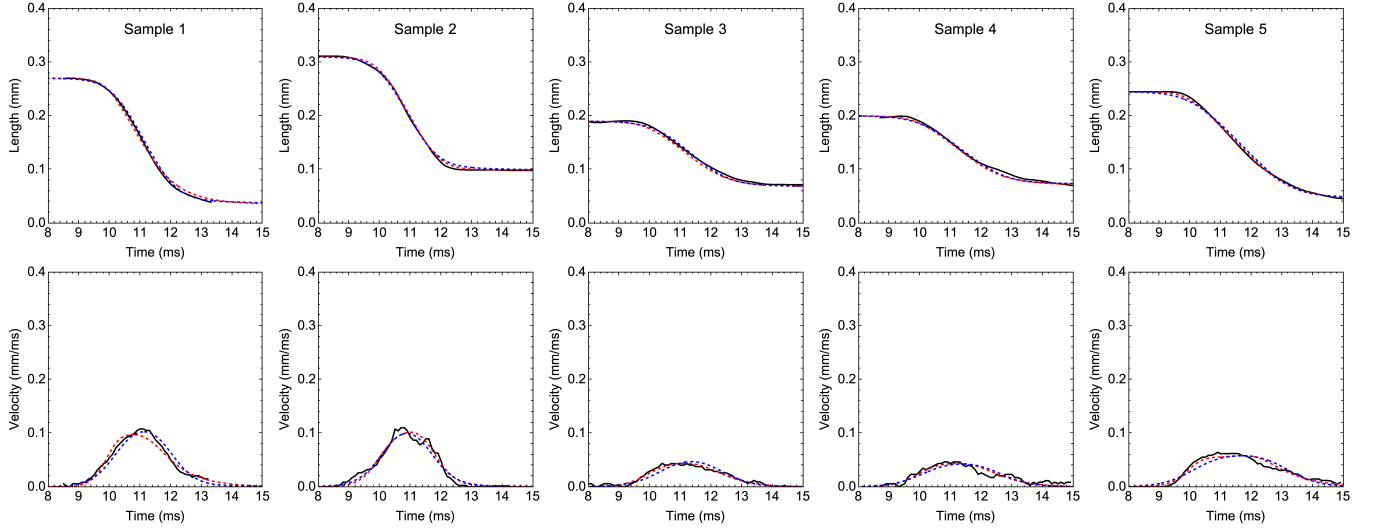 Sample 1
Sample 2
Sample 3
Sample 4
Sample 5
0.4 0.4 0.4 0.4 0.4
0.3 0.3 0.3 0.3 0.3
0.2 0.2 0.2 0.2 0.2
0.1 0.1 0.1 0.1 0.1
0.0 0.0 0.0 0.0 0.0
Length (mm) Length (mm) Length (mm) Length (mm) Length (mm)
8 9 10 11 12 13 14 15 8 9 10 11 12 13 14 15 8 9 10 11 12 13 14 15 8 9 10 11 12 13 14 15 8 9 10 11 12 13 14 15
Time (ms) Time (ms) Time (ms) Time (ms) Time (ms)
0.4 0.4 0.4 0.4 0.4
0.3 0.3 0.3 0.3 0.3
0.2 0.2 0.2 0.2 0.2
0.1 0.1 0.1 0.1 0.1
0.0 0.0 0.0 0.0 0.0
Velocity (mm/ms) Velocity (mm/ms) Velocity (mm/ms) Velocity (mm/ms) Velocity (mm/ms)
8 9 10 11 12 13 14 15 8 9 10 11 12 13 14 15 8 9 10 11 12 13 14 15 8 9 10 11 12 13 14 15 8 9 10 11 12 13 14 15
Time (ms) Time (ms) Time (ms) Time (ms) Time (ms)